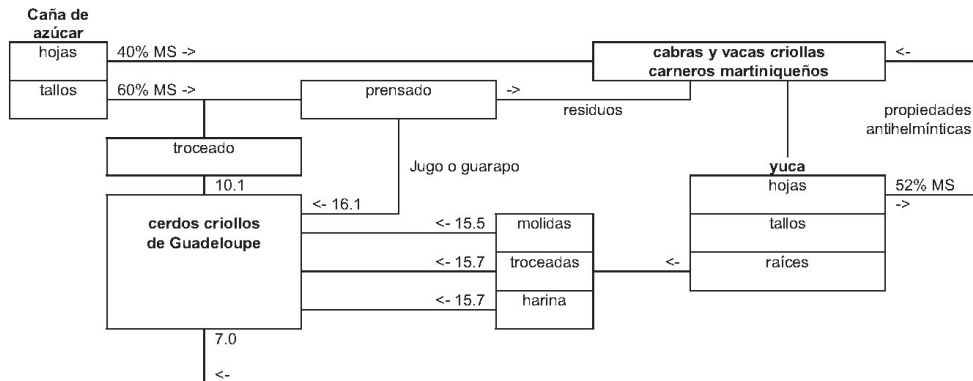 Caña de
azúcar
hojas
40% MS ->
cabras y vacas criollas
carneros martiniqueños
<-
tallos
60% MS ->
prensado
->
residuos
propiedades
antihelmínticas
troceado
Jugo o guarapo
yuca
10.1
hojas
52% MS
->
<- 16.1
cerdos criollos
de Guadeloupe
<- 15.5
molidas
tallos
<- 15.7
troceadas
<-
raíces
<- 15.7
harina
7.0
<-